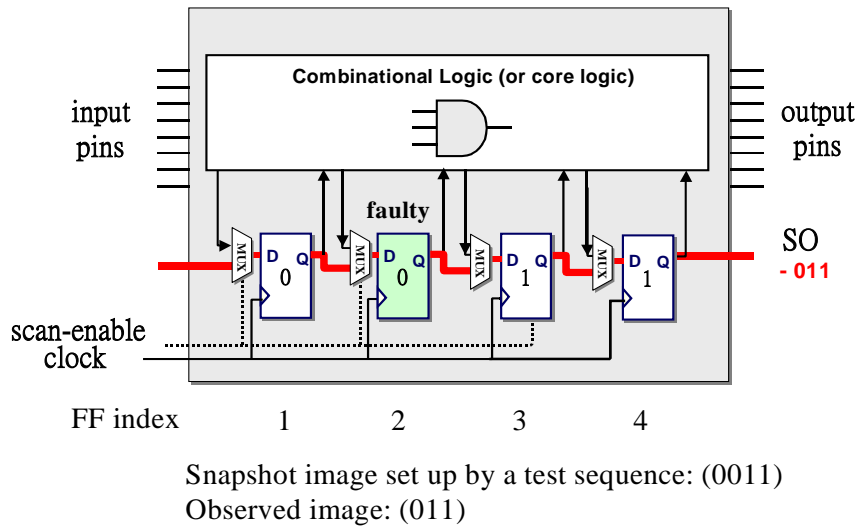 Combinational Logic (or core logic)
input
pins
output
pins
faulty
MUX
D Q
0
MUX
D Q
0
MUX
D Q
1
MUX
D Q
1
SO
- 011
scan-enable
clock
FF index 1 2 3 4
Snapshot image set up by a test sequence: (0011)
Observed image: (011)